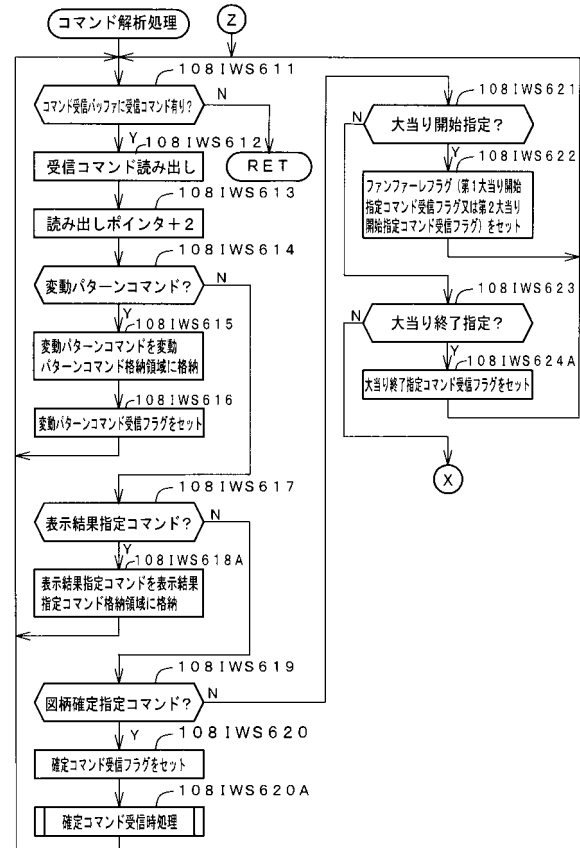 コマンド解析処理
Z
108IWS611
コマンド受信バッファに受信コマンド有り?
N
RET
Y
108IWS612
受信コマンド読み出し
108IWS613
読み出しポインタ+2
108IWS614
変動パターンコマンド?
N
Y
108IWS615
変動パターンコマンドを変動
パターンコマンド格納領域に格納
108IWS616
変動パターンコマンド受信フラグをセット
108IWS617
表示結果指定コマンド?
N
Y
108IWS618A
表示結果指定コマンドを表示結果
指定コマンド格納領域に格納
108IWS619
図柄確定指定コマンド?
N
Y
108IWS620
確定コマンド受信フラグをセット
108IWS620A
確定コマンド受信時処理
108IWS621
大当り開始指定?
N
Y
108IWS622
ファンファーレフラグ(第1大当り開始
指定コマンド受信フラグ又は第2大当り
開始指定コマンド受信フラグ)をセット
108IWS623
大当り終了指定?
N
Y
108IWS624A
大当り終了指定コマンド受信フラグをセット
X